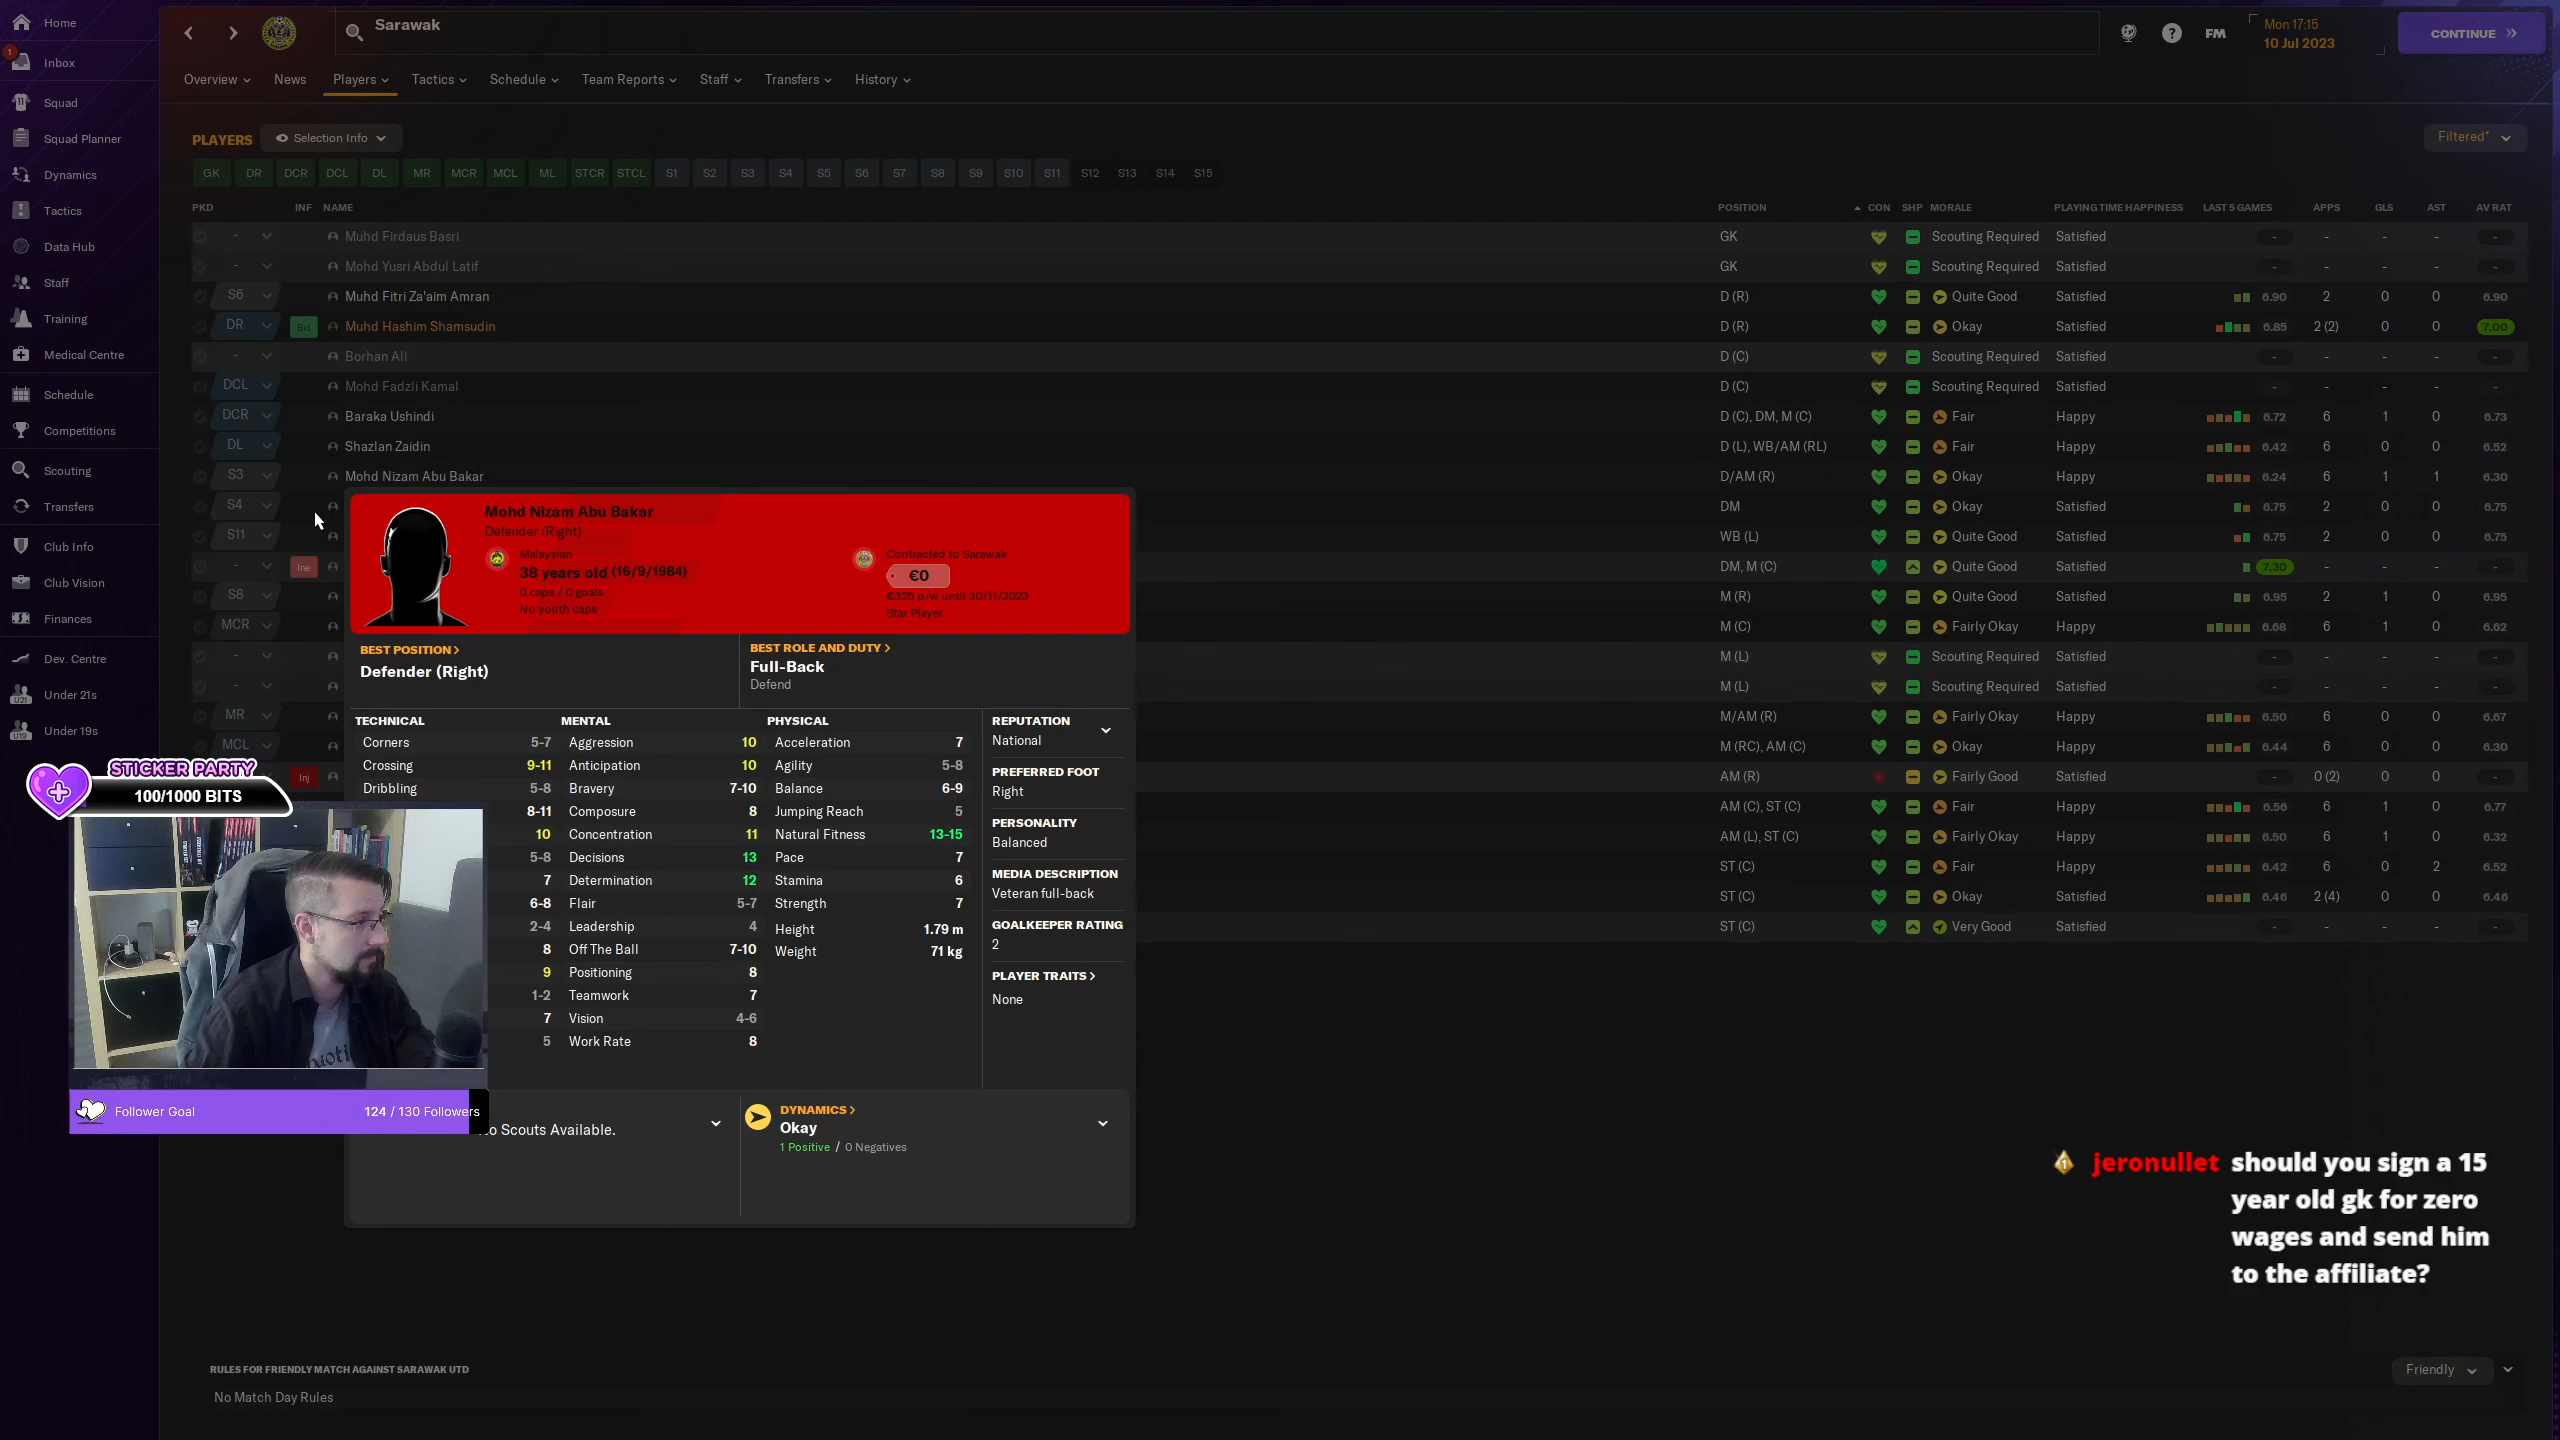 Home
Inbox
1
Squad
Squad Planner
Dynamics
Tactics
Data Hub
Staff
Training
Medical Centre
Schedule
Competitions
Scouting
Transfers
Club Info
Club Vision
Finances
Dev. Centre
Under 21s
Under 19s
Sarawak
FM
Mon 17:15
10 Jul 2023
CONTINUE
Overview News Players Tactics Schedule Team Reports Staff Transfers History
PLAYERS Selection Info Filtered*
GK DR DCR DCL DL MR MCR MCL ML STCR STCL S1 S2 S3 S4 S5 S6 S7 S8 S9 S10 S11 S12 S13 S14 S15
PKD INF NAME POSITION CON SHP MORALE PLAYING TIME HAPPINESS LAST 5 GAMES APPS GLS AST AV RAT
- Muhd Firdaus Basri GK Scouting Required Satisfied - - - - -
- Mohd Yusri Abdul Latif GK Scouting Required Satisfied - - - - -
S6 Muhd Fitri Za'aim Amran D (R) Quite Good Satisfied 6.90 2 0 0 6.90
DR Bid Muhd Hashim Shamsudin D (R) Okay Satisfied 6.85 2 (2) 0 0 7.00
- Borhan Ali D (C) Scouting Required Satisfied - - - - -
DCL Mohd Fadzli Kamal D (C) Scouting Required Satisfied - - - - -
DCR Baraka Ushindi D (C), DM, M (C) Fair Happy 6.72 6 1 0 6.73
DL Shazlan Zaidin D (L), WB/AM (RL) Fair Happy 6.42 6 0 0 6.52
S3 Mohd Nizam Abu Bakar D/AM (R) Okay Happy 6.24 6 1 1 6.30
S4 DM Okay Satisfied 6.75 2 0 0 6.75
S11 WB (L) Quite Good Satisfied 6.75 2 0 0 6.75
- Ine DM, M (C) Quite Good Satisfied 7.30 - - - -
S8 M (R) Quite Good Satisfied 6.95 2 1 0 6.95
MCR M (C) Fairly Okay Happy 6.68 6 1 0 6.62
- M (L) Scouting Required Satisfied - - - - -
- M (L) Scouting Required Satisfied - - - - -
MR M/AM (R) Fairly Okay Happy 6.50 6 0 0 6.67
MCL M (RC), AM (C) Okay Happy 6.44 6 0 0 6.30
Inj AM (R) Fairly Good Satisfied - 0 (2) 0 0 -
AM (C), ST (C) Fair Happy 6.56 6 1 0 6.77
AM (L), ST (C) Fairly Okay Happy 6.50 6 1 0 6.32
ST (C) Fair Happy 6.42 6 0 2 6.52
ST (C) Okay Satisfied 6.46 2 (4) 0 0 6.46
ST (C) Very Good Satisfied - - - - -
Mohd Nizam Abu Bakar
Defender (Right)
Malaysian
38 years old (16/9/1984)
0 caps / 0 goals
No youth caps
Contracted to Sarawak
€0
€325 p/w until 30/11/2023
Star Player
BEST POSITION
Defender (Right)
BEST ROLE AND DUTY
Full-Back
Defend
TECHNICAL MENTAL PHYSICAL
Corners 5-7 Aggression 10 Acceleration 7
Crossing 9-11 Anticipation 10 Agility 5-8
Dribbling 5-8 Bravery 7-10 Balance 6-9
8-11 Composure 8 Jumping Reach 5
10 Concentration 11 Natural Fitness 13-15
5-8 Decisions 13 Pace 7
7 Determination 12 Stamina 6
6-8 Flair 5-7 Strength 7
2-4 Leadership 4 Height 1.79 m
8 Off The Ball 7-10 Weight 71 kg
9 Positioning 8
1-2 Teamwork 7
7 Vision 4-6
5 Work Rate 8
REPUTATION
National
PREFERRED FOOT
Right
PERSONALITY
Balanced
MEDIA DESCRIPTION
Veteran full-back
GOALKEEPER RATING
2
PLAYER TRAITS
None
o Scouts Available.
DYNAMICS
Okay
1 Positive / 0 Negatives
STICKER PARTY
100/1000 BITS
Follower Goal 124 / 130 Followers
jeronullet should you sign a 15
year old gk for zero
wages and send him
to the affiliate?
RULES FOR FRIENDLY MATCH AGAINST SARAWAK UTD
No Match Day Rules
Friendly